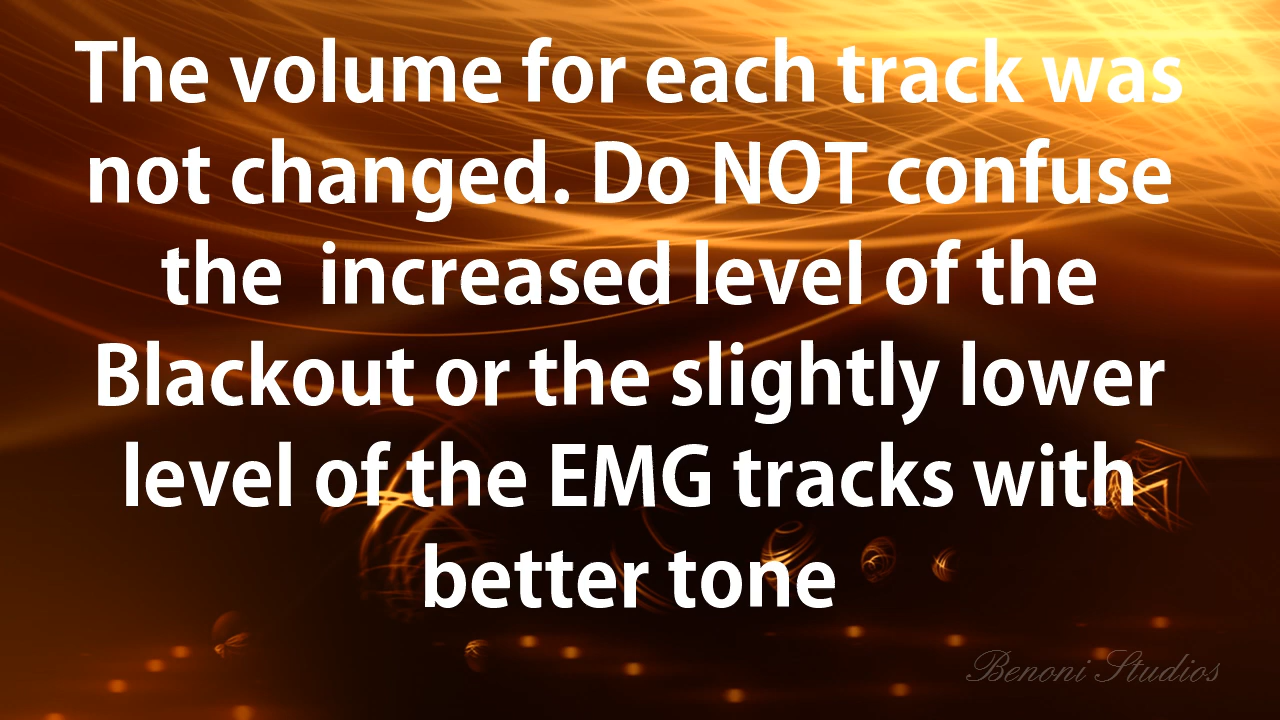 The volume for each track was
not changed. Do NOT confuse
the  increased level of the
Blackout or the slightly lower
level of the EMG tracks with
better tone
Benoni Studios